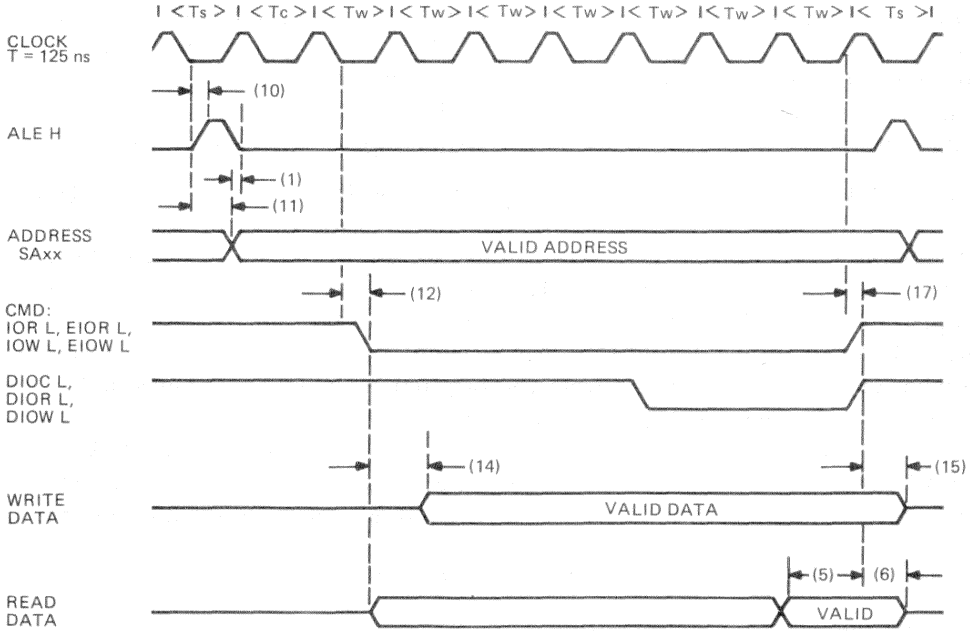 I < Ts > I < Tc > I < Tw > I < Tw > I < Tw > I < Tw > I < Tw > I < Tw > I < Tw > I < Ts > I
CLOCK
T = 125 ns
(10)
ALE H
(1)
(11)
ADDRESS
SAxx
VALID ADDRESS
(12)
(17)
CMD:
IOR L, EIOR L,
IOW L, EIOW L
DIOC L,
DIOR L,
DIOW L
(14)
(15)
WRITE
DATA
VALID DATA
(5)
(6)
READ
DATA
VALID